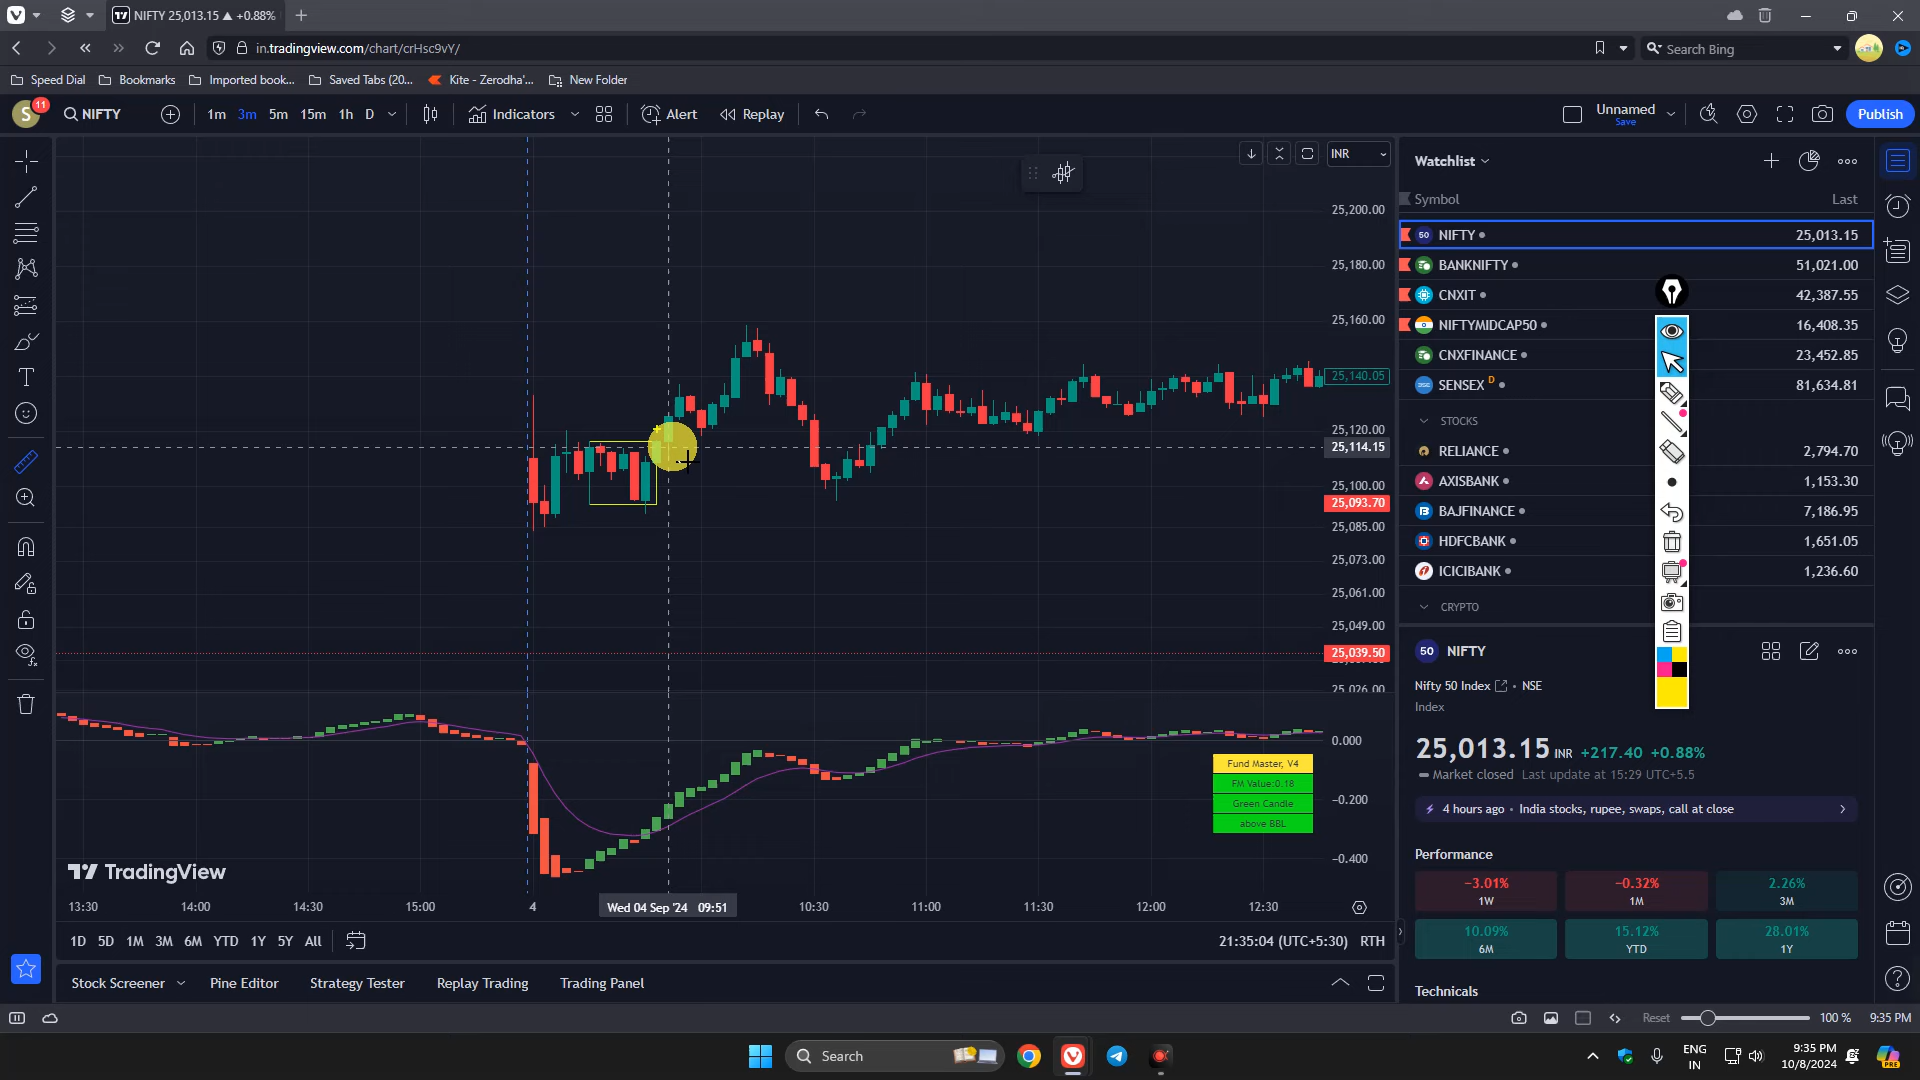 NIFTY 25,013.15 ▲ +0.88%
in.tradingview.com/chart/crHsc9vY/
Search Bing
Speed Dial
Bookmarks
Imported book...
Saved Tabs (20...
Kite - Zerodha'...
New Folder
S
11
NIFTY
1m
3m
5m
15m
1h
D
Indicators
Alert
Replay
Unnamed
Save
Publish
INR
25,200.00
25,180.00
25,160.00
25,140.05
25,120.00
25,114.15
25,100.00
25,093.70
25,085.00
25,073.00
25,061.00
25,049.00
25,039.50
25,026.00
0.000
−0.200
−0.400
Fund Master, V4
FM Value:0.18
Green Candle
above BBL
TradingView
13:30
14:00
14:30
15:00
4
Wed 04 Sep '24 09:51
10:30
11:00
11:30
12:00
12:30
1D
5D
1M
3M
6M
YTD
1Y
5Y
All
21:35:04 (UTC+5:30)
RTH
Stock Screener
Pine Editor
Strategy Tester
Replay Trading
Trading Panel
Watchlist
Symbol
Last
50 NIFTY 25,013.15
BANKNIFTY 51,021.00
CNXIT 42,387.55
NIFTYMIDCAP50 16,408.35
CNXFINANCE 23,452.85
SENSEX D 81,634.81
STOCKS
RELIANCE 2,794.70
AXISBANK 1,153.30
BAJFINANCE 7,186.95
HDFCBANK 1,651.05
ICICIBANK 1,236.60
CRYPTO
50 NIFTY
Nifty 50 Index • NSE
Index
25,013.15 INR +217.40 +0.88%
Market closed Last update at 15:29 UTC+5.5
4 hours ago • India stocks, rupee, swaps, call at close
Performance
−3.01%
1W
−0.32%
1M
2.26%
3M
10.09%
6M
15.12%
YTD
28.01%
1Y
Technicals
Reset
100 %
9:35 PM
Search
ENG
IN
9:35 PM
10/8/2024
PRE